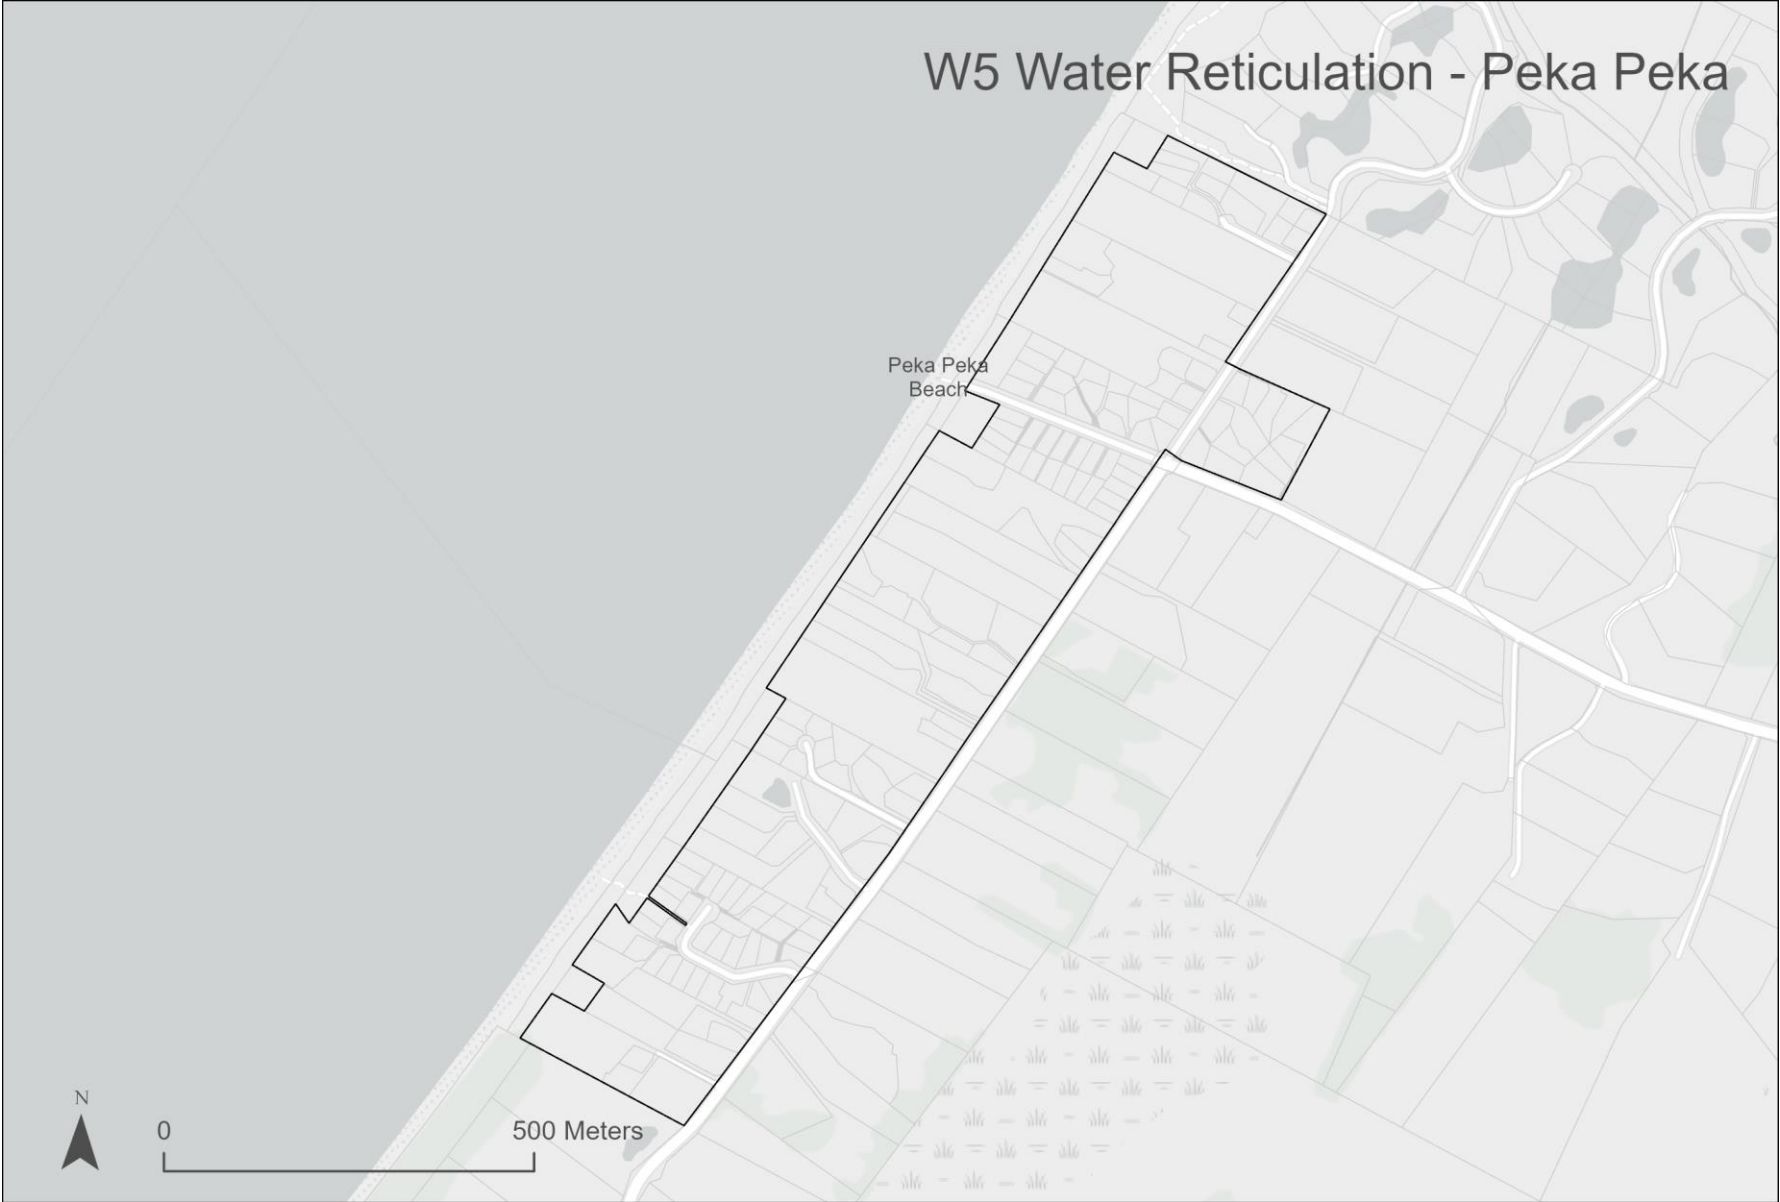 W5 Water Reticulation - Peka Peka
Peka Peka
Beach
N
0
500 Meters